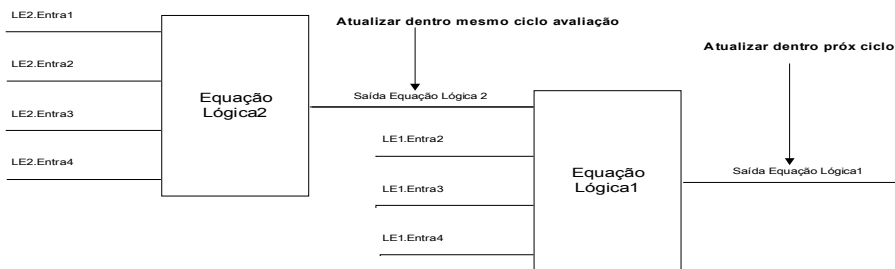 LE2.Entra1
LE2.Entra2
LE2.Entra3
LE2.Entra4
Equação
Lógica2
Atualizar dentro mesmo ciclo avaliação
Saída Equação Lógica 2
LE1.Entra2
LE1.Entra3
LE1.Entra4
Equação
Lógica1
Atualizar dentro próx ciclo
Saída Equação Lógica1